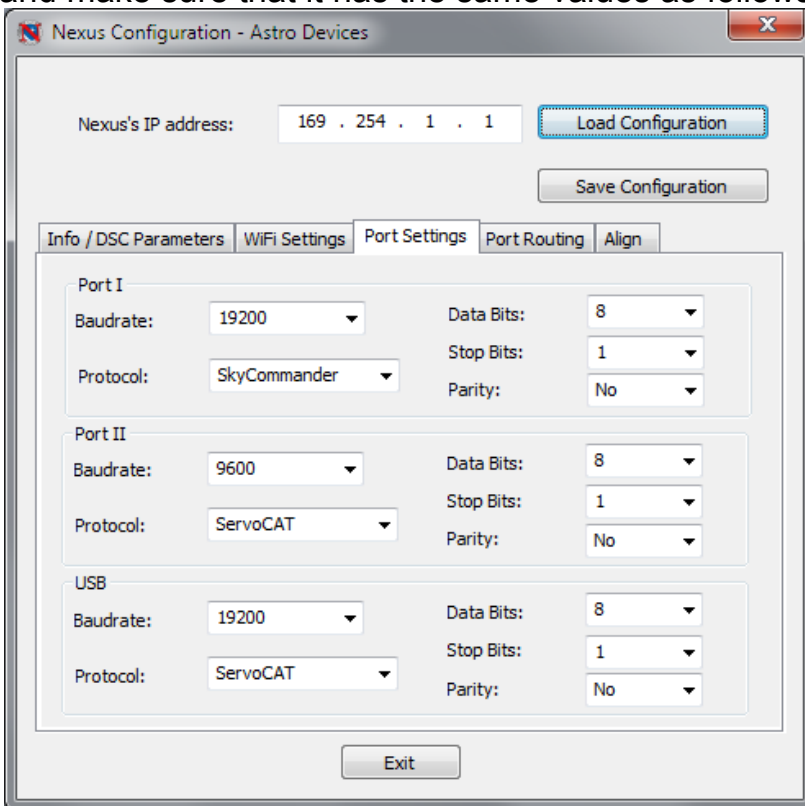 and make sure that it has the same values as follows
Nexus Configuration - Astro Devices
Nexus's IP address: 169 . 254 . 1 . 1 Load Configuration
Save Configuration
Info / DSC Parameters WiFi Settings Port Settings Port Routing Align
Port I
Baudrate: 19200 Data Bits: 8
Stop Bits: 1
Protocol: SkyCommander
Parity: No
Port II
Baudrate: 9600 Data Bits: 8
Stop Bits: 1
Protocol: ServoCAT
Parity: No
USB
Baudrate: 19200 Data Bits: 8
Stop Bits: 1
Protocol: ServoCAT
Parity: No
Exit